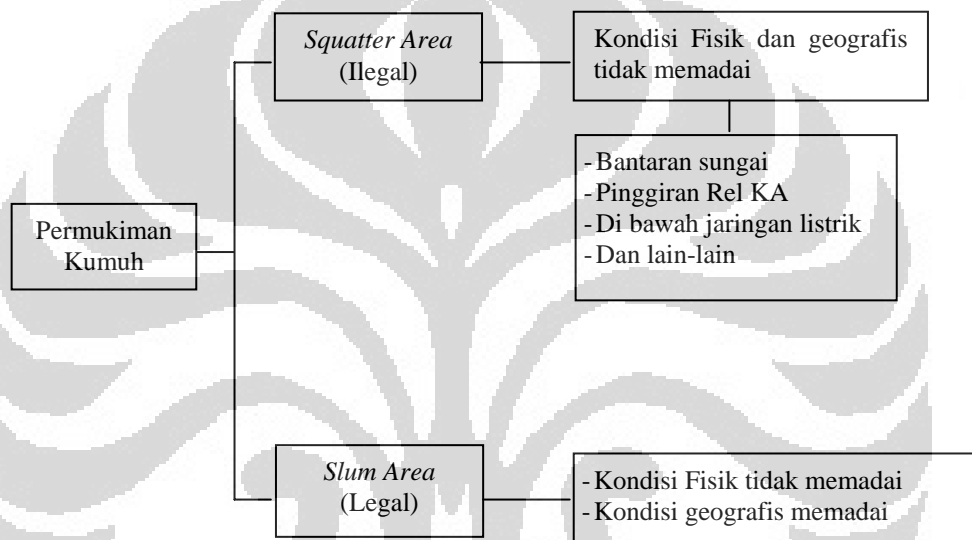 Squatter Area
(Ilegal)
Kondisi Fisik dan geografis
tidak memadai
- Bantaran sungai
- Pinggiran Rel KA
- Di bawah jaringan listrik
- Dan lain-lain
Permukiman
Kumuh
Slum Area
(Legal)
- Kondisi Fisik tidak memadai
- Kondisi geografis memadai